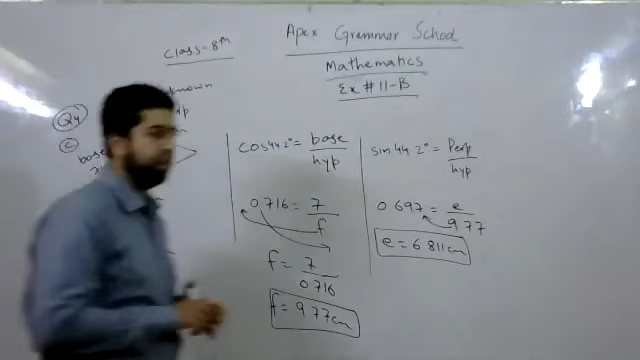 Class-8th
Apex Grammar School
Mathematics
Ex # 11-B
Q4
c
base
cos 44.2° = base/hyp
0.716 = 7/f
f = 7/0.716
f = 9.77cm
sin 44.2° = Perp/hyp
0.697 = e/9.77
e = 6.811cm